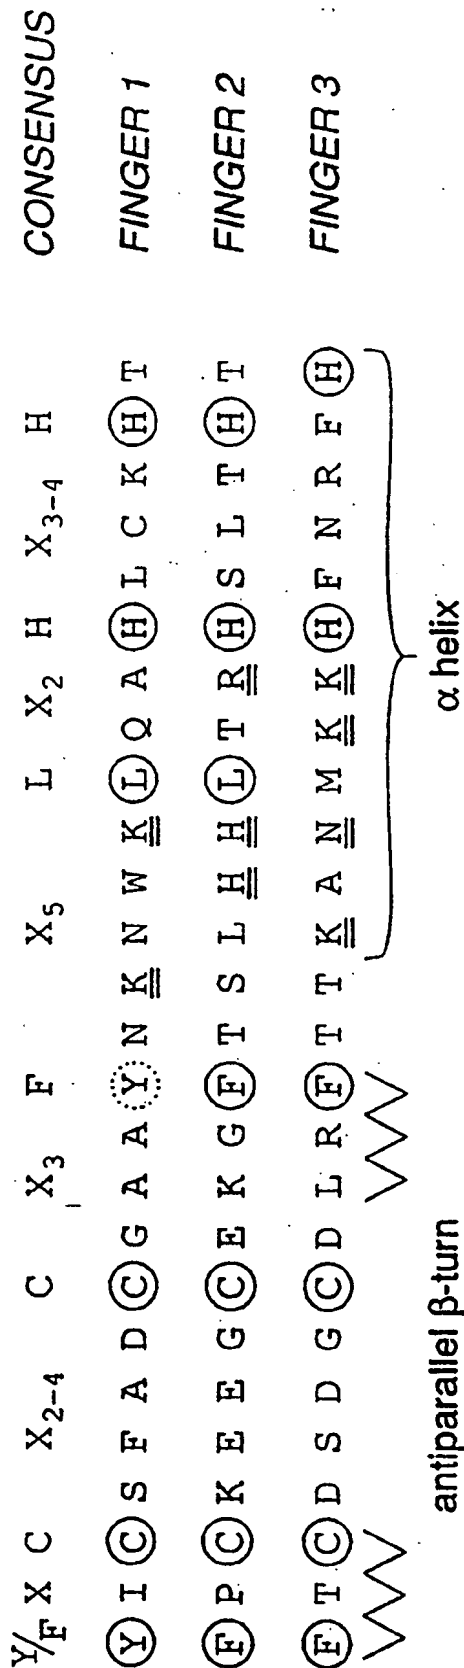 Y/F X C X2-4 C X3 F X5 L X2 H X3-4 H CONSENSUS
Y I C S F A D C G A A Y N K N W K L Q A H L C K H T FINGER 1
F P C K E E G C E K G F T S L H H L T R H S L T H T FINGER 2
F T C D S D G C D L R F T T K A N M K K H F N R F H FINGER 3
antiparallel β-turn α helix